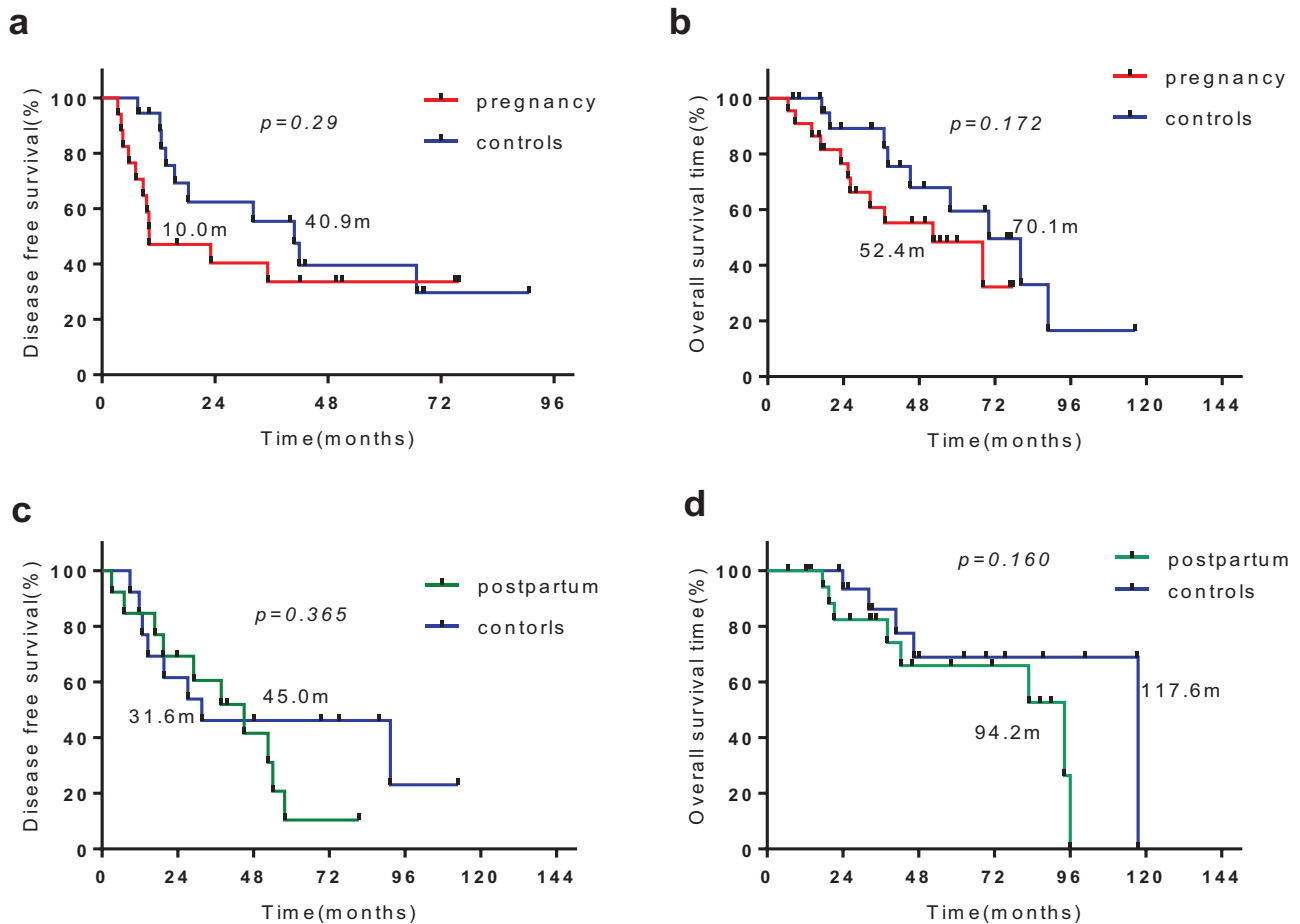 a
Disease free survival(%)
100
80
60
40
20
0
0 24 48 72 96
Time(months)
p=0.29
pregnancy
controls
10.0m
40.9m
b
Overall survival time(%)
100
80
60
40
20
0
0 24 48 72 96 120 144
Time(months)
p=0.172
pregnancy
controls
52.4m
70.1m
c
Disease free survival(%)
100
80
60
40
20
0
0 24 48 72 96 120 144
Time(months)
p=0.365
postpartum
contorls
45.0m
31.6m
d
Overall survival time(%)
100
80
60
40
20
0
0 24 48 72 96 120 144
Time(months)
p=0.160
postpartum
controls
117.6m
94.2m